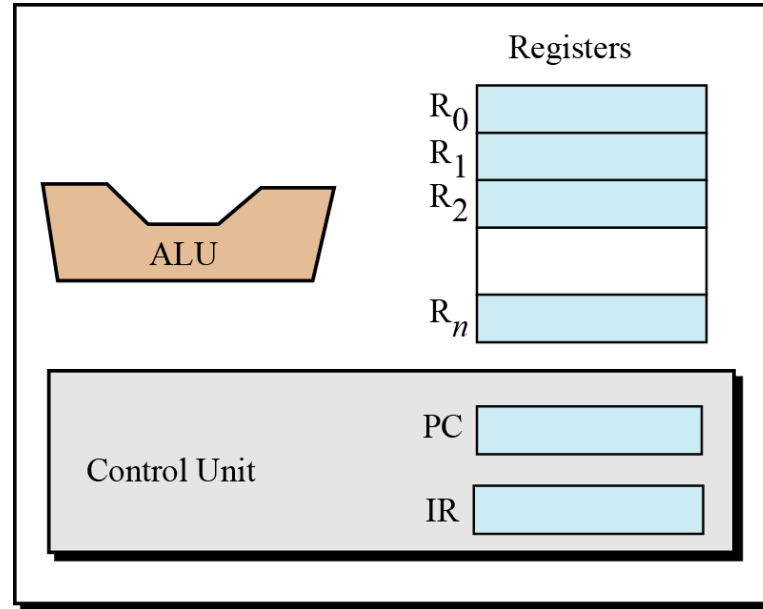 Registers
R0
R1
R2
ALU
Rn
PC
Control Unit
IR